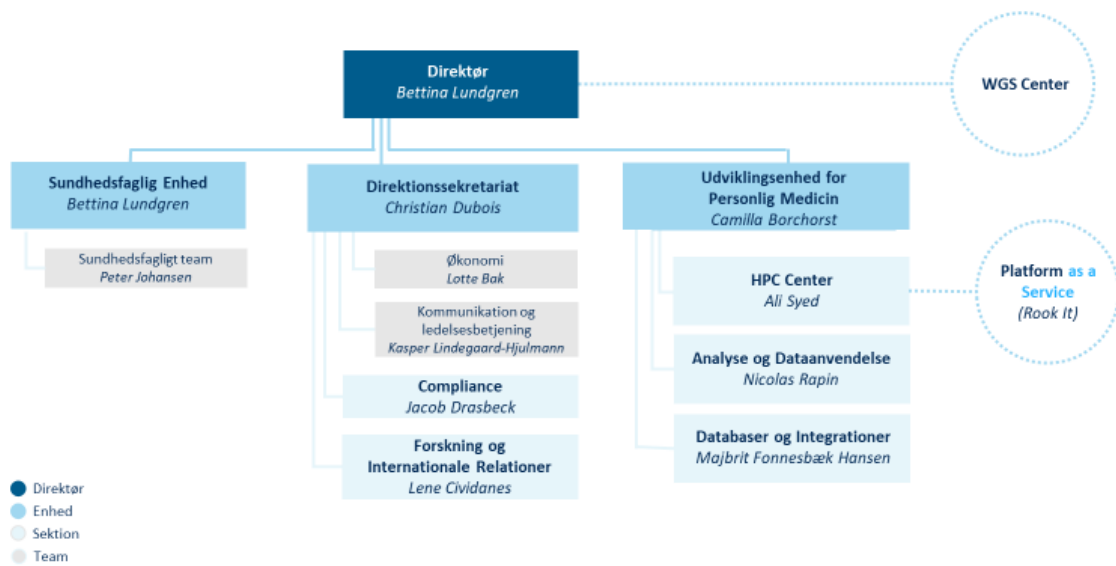 Direktør
Bettina Lundgren
WGS Center
Sundhedsfaglig Enhed
Bettina Lundgren
Sundhedsfagligt team
Peter Johansen
Direktionssekretariat
Christian Dubois
Økonomi
Lotte Bak
Kommunikation og
ledelsesbetjening
Kasper Lindegaard-Hjulmann
Compliance
Jacob Drasbeck
Forskning og
Internationale Relationer
Lene Cividanes
Udviklingsenhed for
Personlig Medicin
Camilla Borchorst
HPC Center
Ali Syed
Platform as a
Service
(Rook It)
Analyse og Dataanvendelse
Nicolas Rapin
Databaser og Integrationer
Majbrit Fonnesbæk Hansen
Direktør
Enhed
Sektion
Team